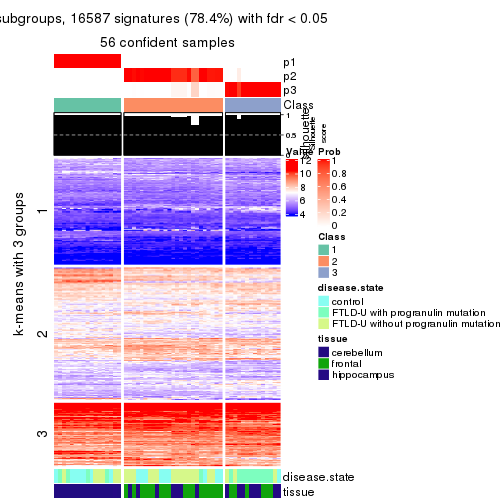 subgroups, 16587 signatures (78.4%) with fdr < 0.05
56 confident samples
p1
p2
p3
Class
1
0.5
silhouette
score
k-means with 3 groups
1
2
3
disease.state
tissue
Value
12
10
8
6
4
Prob
1
0.8
0.6
0.4
0.2
0
Class
1
2
3
disease.state
control
FTLD-U with progranulin mutation
FTLD-U without progranulin mutation
tissue
cerebellum
frontal
hippocampus